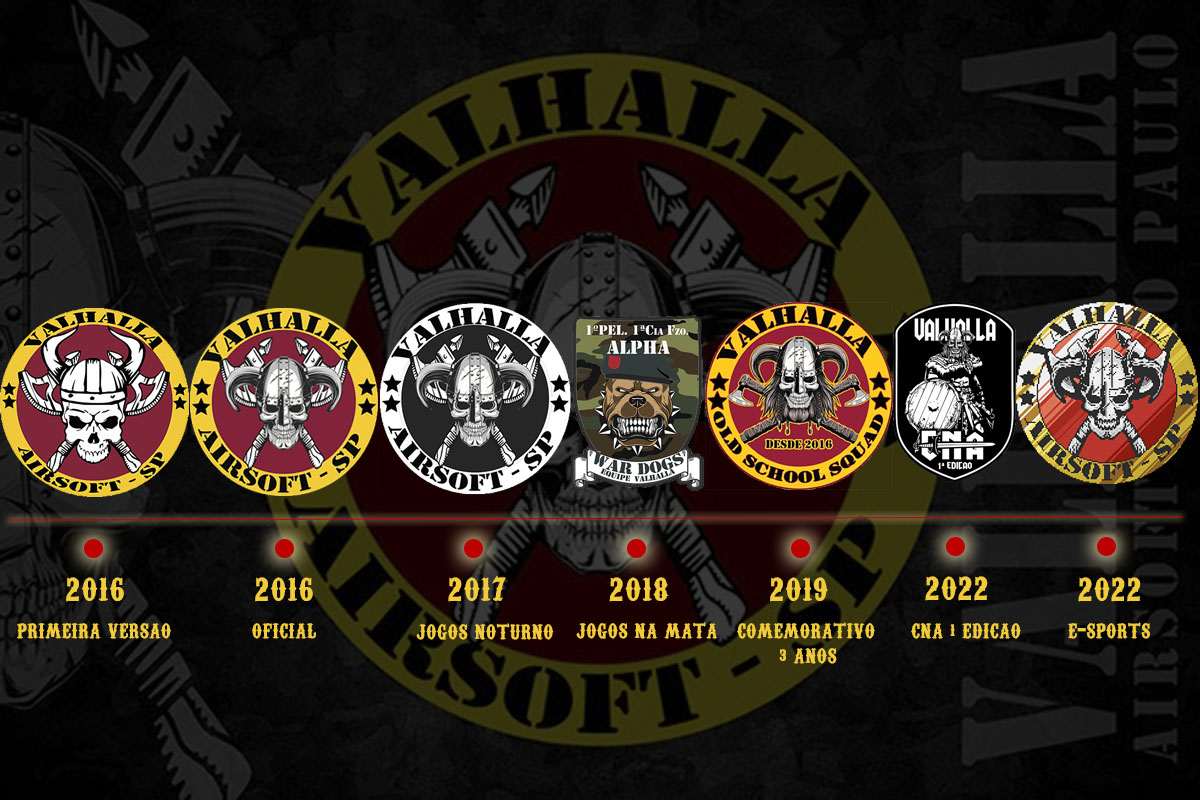 VALHALLA
AIRSOFT - SP
VALHALLA
AIRSOFT - SÃO PAULO
VALHALLA
AIRSOFT - SP
VALHALLA
AIRSOFT - SP
VALHALLA
AIRSOFT - SP
1ºPEL. 1ªCIA FZO.
ALPHA
WAR DOGS
EQUIPE VALHALLA
VALHALLA
DESDE 2016
OLD SCHOOL SQUAD
VALHALLA
CNA
1ª EDICAO
VALHALLA
AIRSOFT - SP
2016
PRIMEIRA VERSAO
2016
OFICIAL
2017
JOGOS NOTURNO
2018
JOGOS NA MATA
2019
COMEMORATIVO
3 ANOS
2022
CNA 1 EDICAO
2022
E-SPORTS